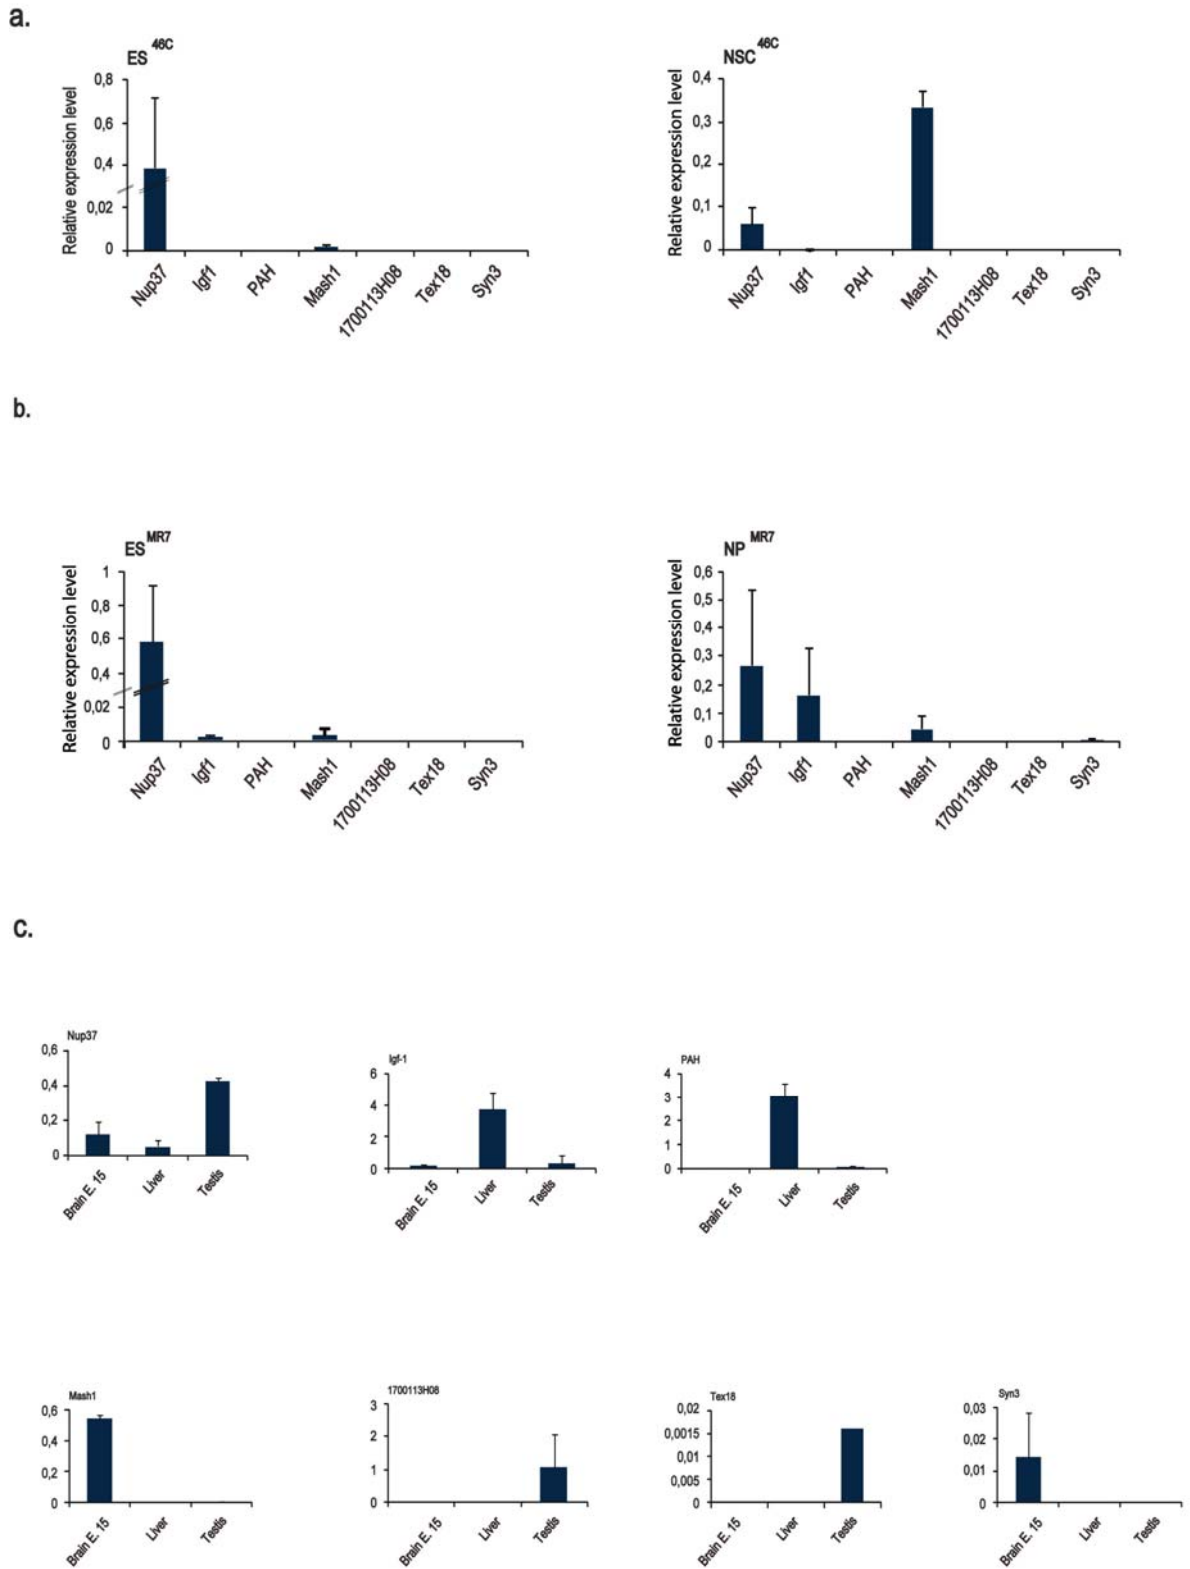 a.
ES 46C
Relative expression level
0,8
0,6
0,4
0,02
0
Nup37 Igf1 PAH Mash1 1700113H08 Tex18 Syn3
NSC 46C
Relative expression level
0,4
0,3
0,2
0,1
0
Nup37 Igf1 PAH Mash1 1700113H08 Tex18 Syn3
b.
ES MR7
Relative expression level
1
0,8
0,6
0,4
0,02
0
Nup37 Igf1 PAH Mash1 1700113H08 Tex18 Syn3
NP MR7
Relative expression level
0,6
0,5
0,4
0,3
0,2
0,1
0
Nup37 Igf1 PAH Mash1 1700113H08 Tex18 Syn3
c.
Nup37
0,6
0,4
0,2
0
Brain E. 15 Liver Testis
Igf-1
6
4
2
0
Brain E. 15 Liver Testis
PAH
4
3
2
1
0
Brain E. 15 Liver Testis
Mash1
0,6
0,4
0,2
0
Brain E. 15 Liver Testis
1700113H08
3
2
1
0
Brain E. 15 Liver Testis
Tex18
0,02
0,0015
0,01
0,005
0
Brain E. 15 Liver Testis
Syn3
0,03
0,02
0,01
0
Brain E. 15 Liver Testis